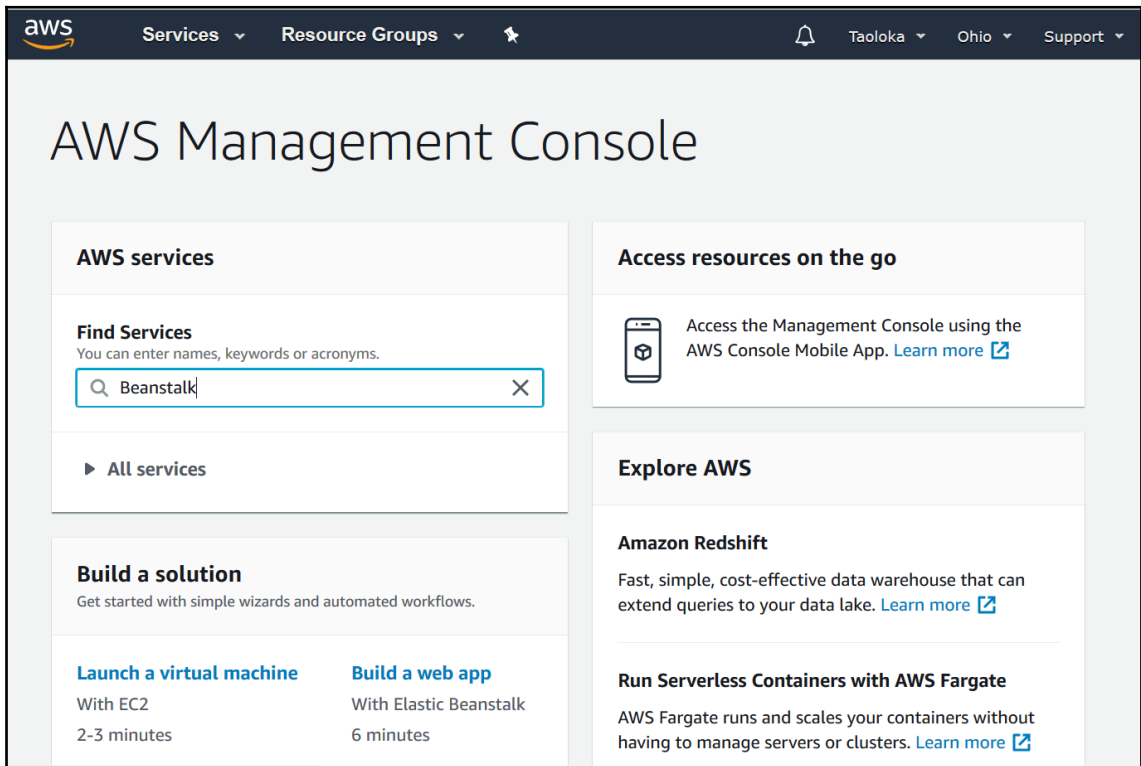 aws Services Resource Groups Taoloka Ohio Support
AWS Management Console
AWS services
Find Services
You can enter names, keywords or acronyms.
Beanstalk
All services
Build a solution
Get started with simple wizards and automated workflows.
Launch a virtual machine
With EC2
2-3 minutes
Build a web app
With Elastic Beanstalk
6 minutes
Access resources on the go
Access the Management Console using the
AWS Console Mobile App. Learn more
Explore AWS
Amazon Redshift
Fast, simple, cost-effective data warehouse that can
extend queries to your data lake. Learn more
Run Serverless Containers with AWS Fargate
AWS Fargate runs and scales your containers without
having to manage servers or clusters. Learn more